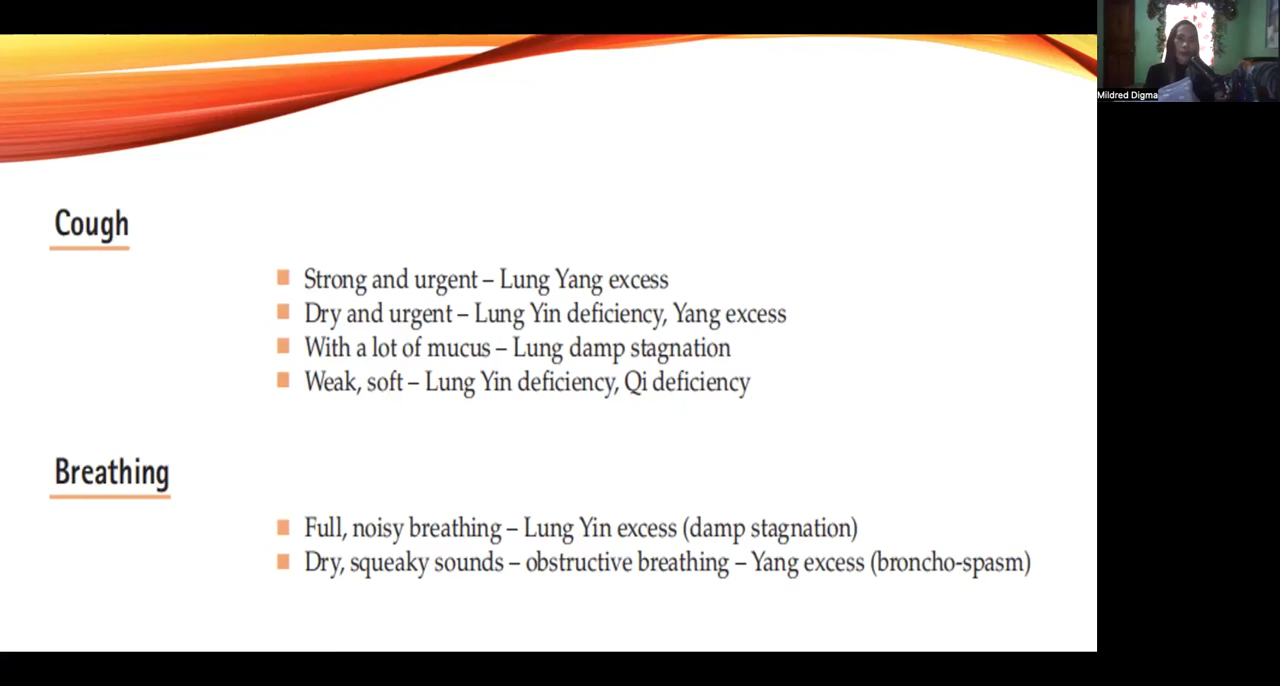 Mildred Digma
Cough
Strong and urgent – Lung Yang excess
Dry and urgent – Lung Yin deficiency, Yang excess
With a lot of mucus – Lung damp stagnation
Weak, soft – Lung Yin deficiency, Qi deficiency
Breathing
Full, noisy breathing – Lung Yin excess (damp stagnation)
Dry, squeaky sounds – obstructive breathing – Yang excess (broncho-spasm)